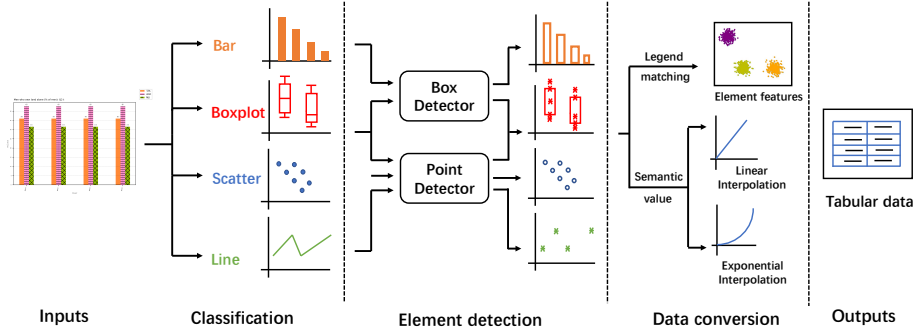 Bar
Boxplot
Scatter
Line
Box
Detector
Point
Detector
Legend
matching
Element features
Semantic
value
Linear
Interpolation
Exponential
Interpolation
Tabular data
Inputs
Classification
Element detection
Data conversion
Outputs